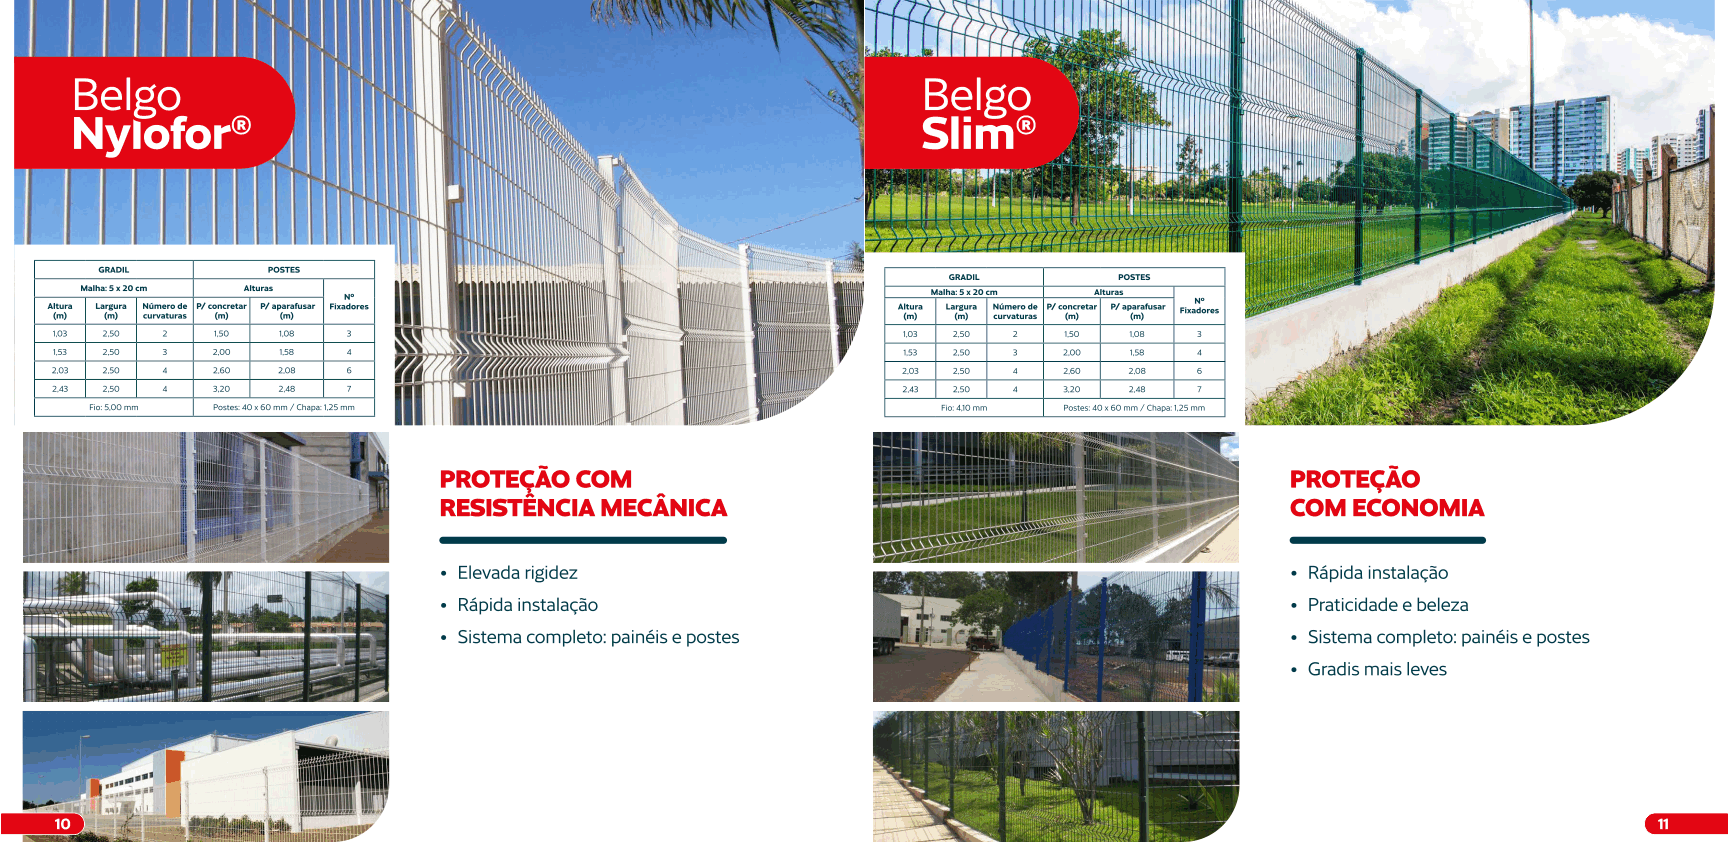 Belgo
Nylofor®
GRADIL POSTES
Malha: 5 x 20 cm Alturas Nº Fixadores
Altura (m) Largura (m) Número de curvaturas P/ concretar (m) P/ aparafusar (m)
1,03 2,50 2 1,50 1,08 3
1,53 2,50 3 2,00 1,58 4
2,03 2,50 4 2,60 2,08 6
2,43 2,50 4 3,20 2,48 7
Fio: 5,00 mm Postes: 40 x 60 mm / Chapa: 1,25 mm
PROTEÇÃO COM
RESISTÊNCIA MECÂNICA
• Elevada rigidez
• Rápida instalação
• Sistema completo: painéis e postes
10
Belgo
Slim®
GRADIL POSTES
Malha: 5 x 20 cm Alturas Nº Fixadores
Altura (m) Largura (m) Número de curvaturas P/ concretar (m) P/ aparafusar (m)
1,03 2,50 2 1,50 1,08 3
1,53 2,50 3 2,00 1,58 4
2,03 2,50 4 2,60 2,08 6
2,43 2,50 4 3,20 2,48 7
Fio: 4,10 mm Postes: 40 x 60 mm / Chapa: 1,25 mm
PROTEÇÃO
COM ECONOMIA
• Rápida instalação
• Praticidade e beleza
• Sistema completo: painéis e postes
• Gradis mais leves
11